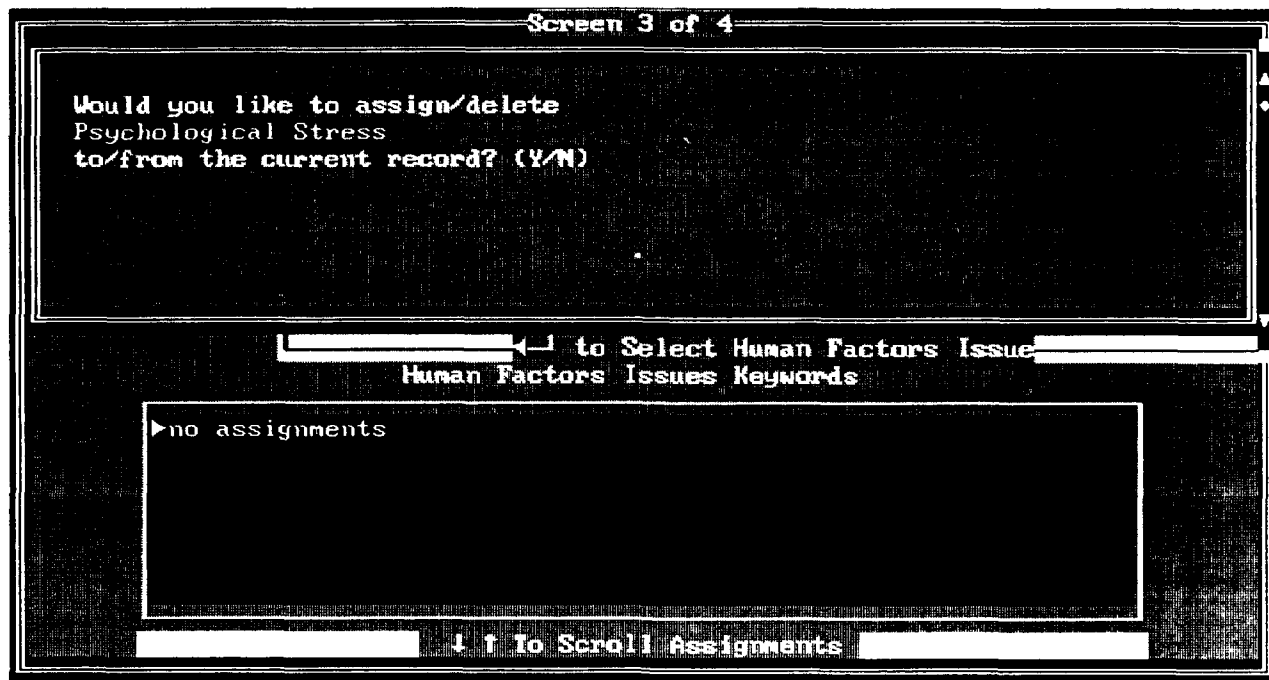 Screen 3 of 4
Would you like to assign/delete
Psychological Stress
to/from the current record? (Y/N)
◄┘ to Select Human Factors Issue
Human Factors Issues Keywords
►no assignments
↓ ↑ To Scroll Assignments